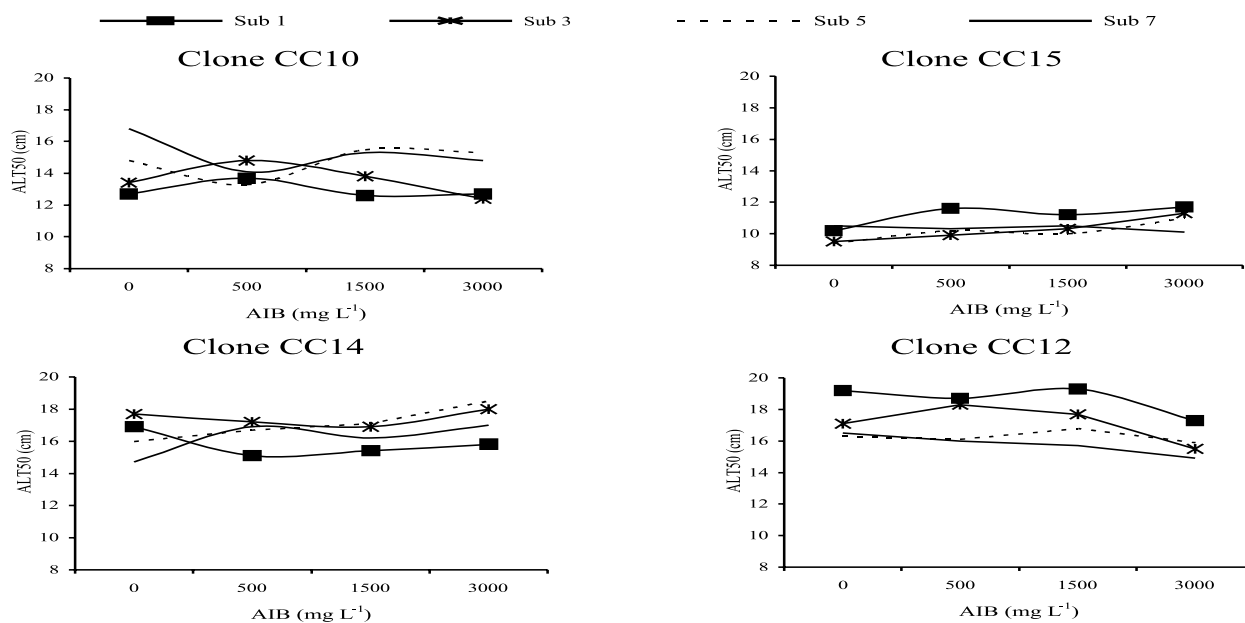 Sub 1 Sub 3 Sub 5 Sub 7
Clone CC10
20
18
16
14
12
10
8
ALT50 (cm)
0 500 1500 3000
AIB (mg L⁻¹)
Clone CC15
20
18
16
14
12
10
8
ALT50 (cm)
0 500 1500 3000
AIB (mg L⁻¹)
Clone CC14
20
18
16
14
12
10
8
ALT50 (cm)
0 500 1500 3000
AIB (mg L⁻¹)
Clone CC12
20
18
16
14
12
10
8
ALT50 (cm)
0 500 1500 3000
AIB (mg L⁻¹)